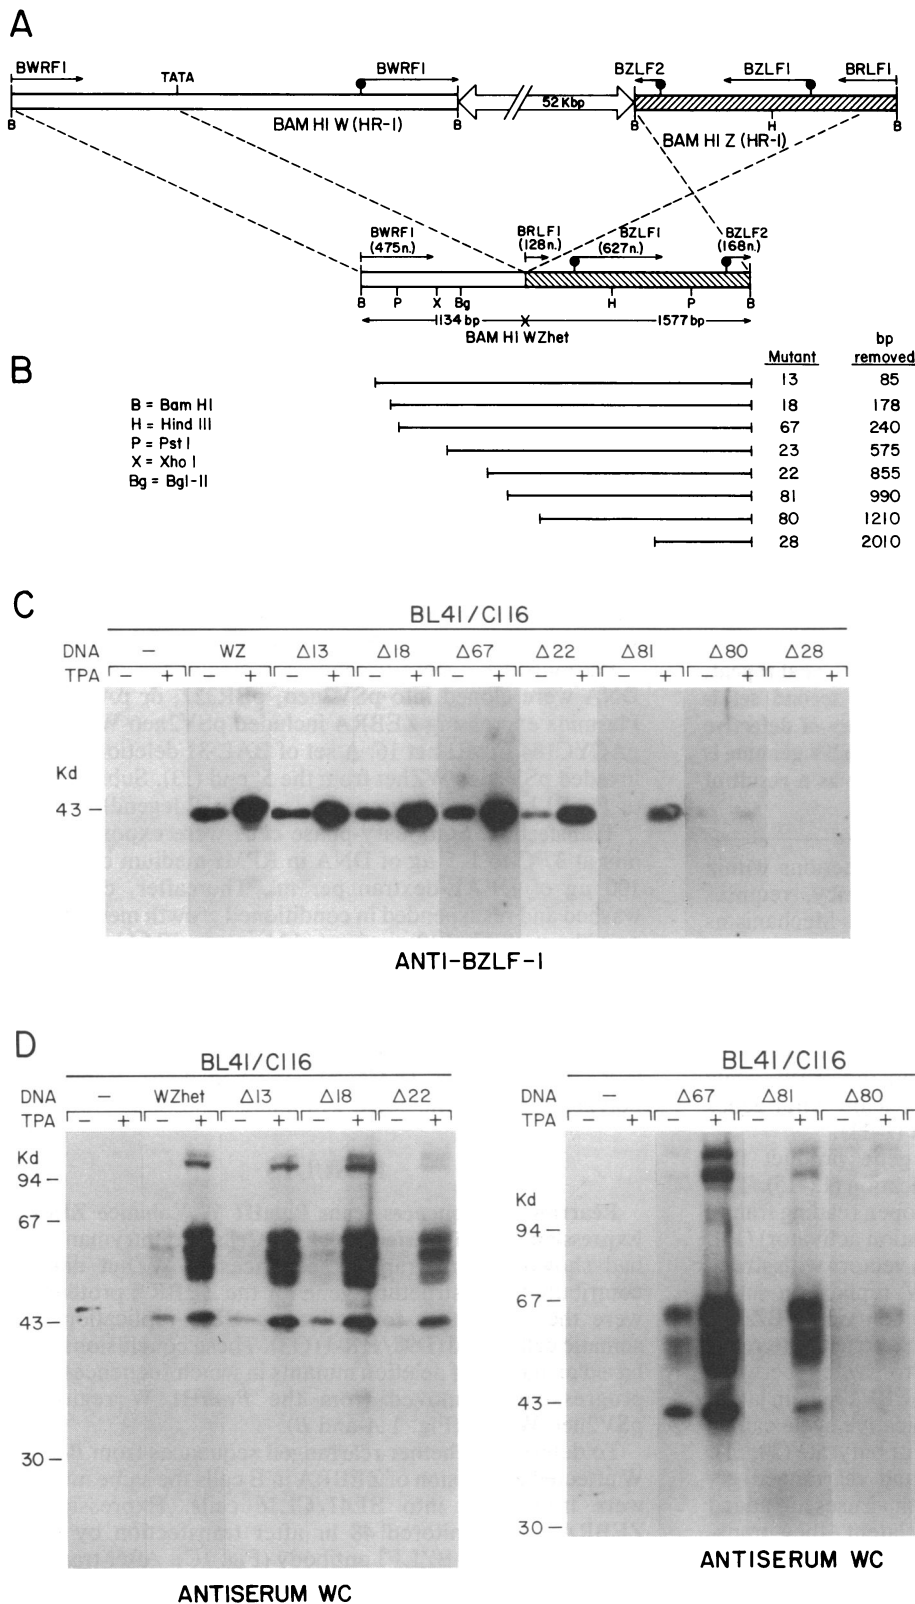 A
BWRF1 TATA BWRF1 BZLF2 BZLF1 BRLF1
52 Kbp
B BAM HI W (HR-1) B B H B
BAM HI Z (HR-1)
BWRF1 BRLF1 BZLF1 BZLF2
(475n.) (128n.) (627n.) (168n.)
B P X Bg H P B
1134 bp X 1577 bp
BAM HI WZhet
B
Mutant bp removed
13 85
18 178
67 240
23 575
22 855
81 990
80 1210
28 2010
B = Bam HI
H = Hind III
P = Pst I
X = Xho I
Bg = Bgl-II
C
BL41/C116
DNA – WZ Δ13 Δ18 Δ67 Δ22 Δ81 Δ80 Δ28
TPA – + – + – + – + – + – + – + – + – +
Kd
43
ANTI-BZLF-1
D
BL41/C116
DNA – WZhet Δ13 Δ18 Δ22
TPA – + – + – + – + – +
Kd
94
67
43
30
ANTISERUM WC
BL41/C116
DNA – Δ67 Δ81 Δ80
TPA – + – + – + – +
Kd
94
67
43
30
ANTISERUM WC